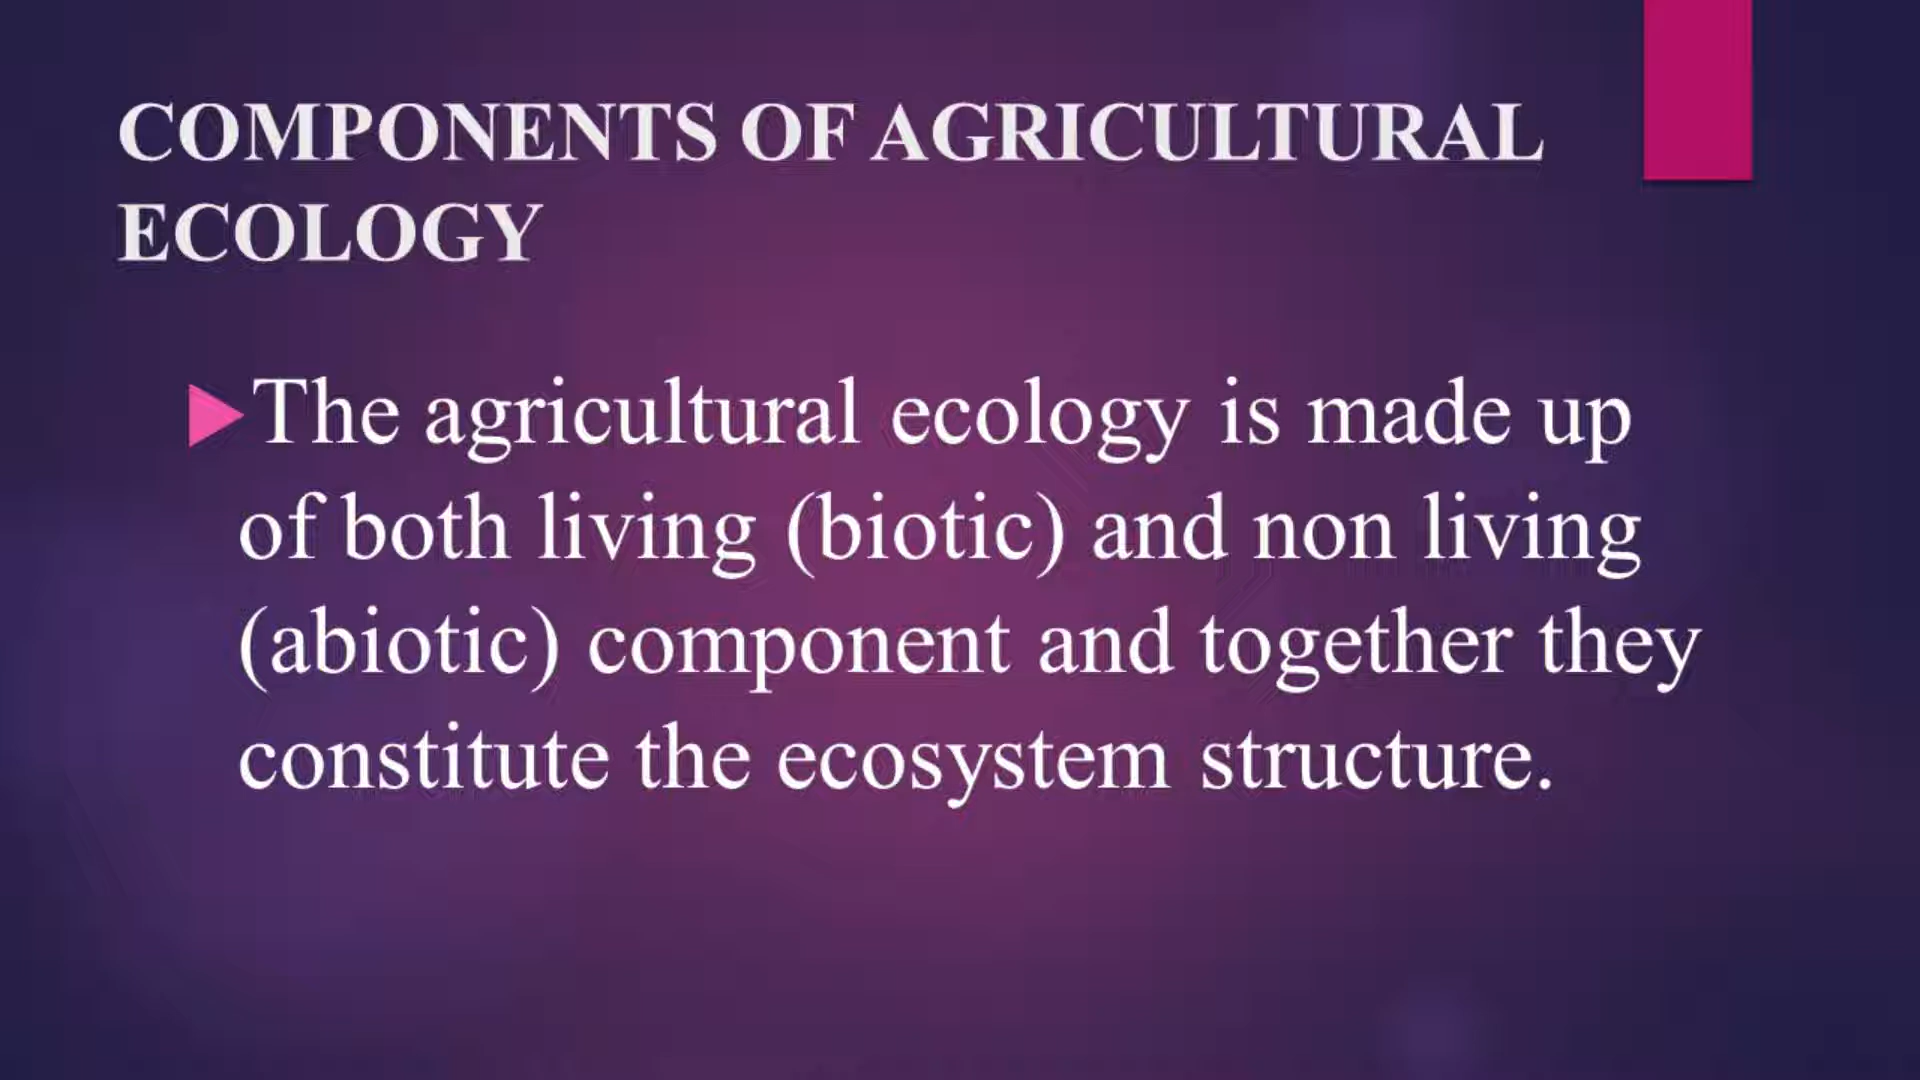 COMPONENTS OF AGRICULTURAL
ECOLOGY
The agricultural ecology is made up
of both living (biotic) and non living
(abiotic) component and together they
constitute the ecosystem structure.